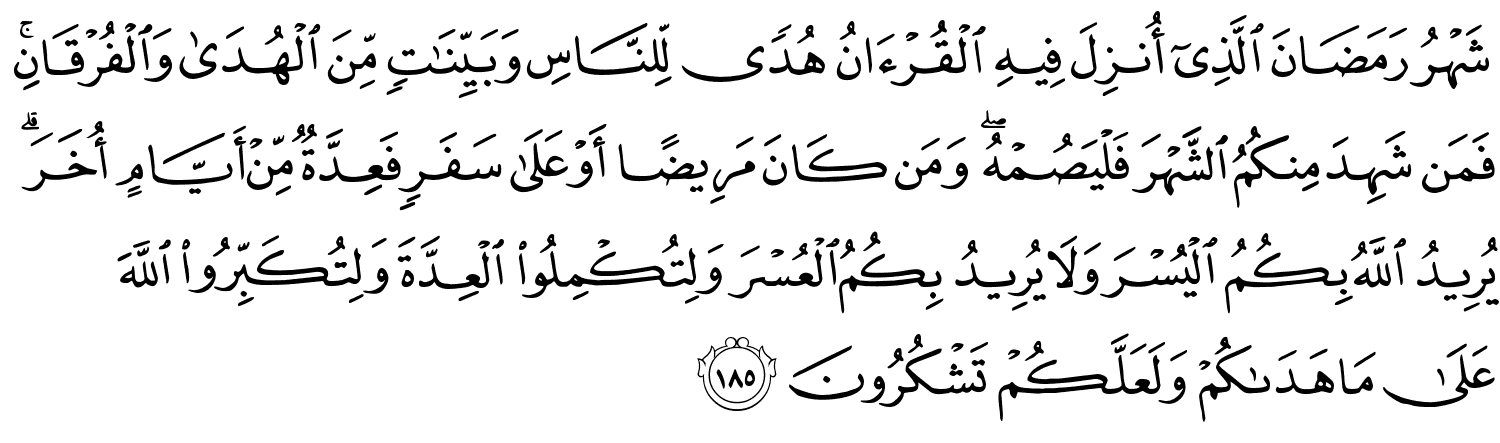 شَهۡرُ رَمَضَانَ ٱلَّذِيٓ أُنزِلَ فِيهِ ٱلۡقُرۡءَانُ هُدٗى لِّلنَّاسِ وَبَيِّنَٰتٖ مِّنَ ٱلۡهُدَىٰ وَٱلۡفُرۡقَانِۚ
فَمَن شَهِدَ مِنكُمُ ٱلشَّهۡرَ فَلۡيَصُمۡهُۖ وَمَن كَانَ مَرِيضًا أَوۡ عَلَىٰ سَفَرٖ فَعِدَّةٞ مِّنۡ أَيَّامٍ أُخَرَۗ
يُرِيدُ ٱللَّهُ بِكُمُ ٱلۡيُسۡرَ وَلَا يُرِيدُ بِكُمُ ٱلۡعُسۡرَ وَلِتُكۡمِلُواْ ٱلۡعِدَّةَ وَلِتُكَبِّرُواْ ٱللَّهَ
عَلَىٰ مَا هَدَىٰكُمۡ وَلَعَلَّكُمۡ تَشۡكُرُونَ ١٨٥